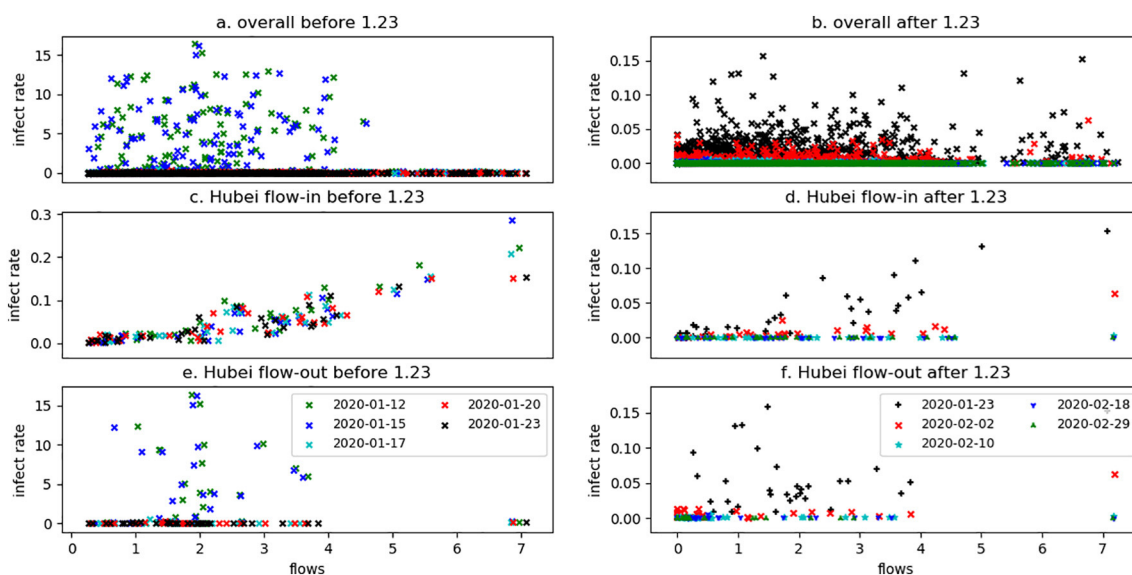 a. overall before 1.23
infect rate
15
10
5
0
b. overall after 1.23
infect rate
0.15
0.10
0.05
0.00
c. Hubei flow-in before 1.23
infect rate
0.3
0.2
0.1
0.0
d. Hubei flow-in after 1.23
infect rate
0.15
0.10
0.05
0.00
e. Hubei flow-out before 1.23
infect rate
15
10
5
0
2020-01-12
2020-01-15
2020-01-17
2020-01-20
2020-01-23
0 1 2 3 4 5 6 7
flows
f. Hubei flow-out after 1.23
infect rate
0.15
0.10
0.05
0.00
2020-01-23
2020-02-02
2020-02-10
2020-02-18
2020-02-29
0 1 2 3 4 5 6 7
flows